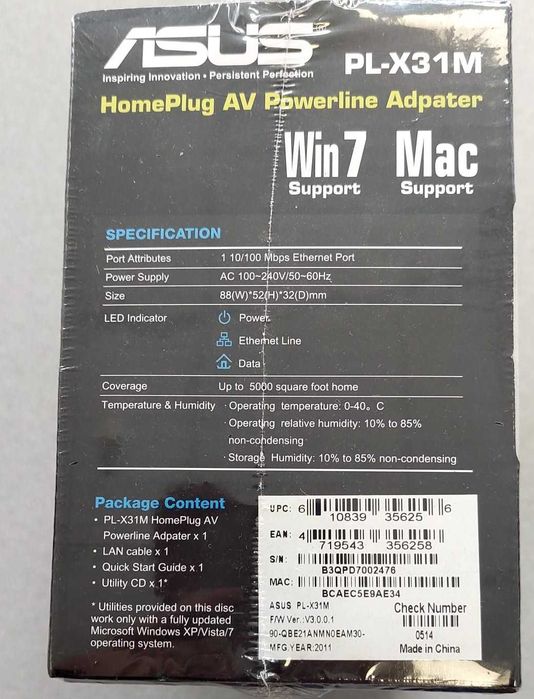 ASUS
Inspiring Innovation • Persistent Perfection
PL-X31M
HomePlug AV Powerline Adpater
Win7 Support
Mac Support
SPECIFICATION
Port Attributes 1 10/100 Mbps Ethernet Port
Power Supply AC 100~240V/50~60Hz
Size 88(W)*52(H)*32(D)mm
LED Indicator Power
Ethernet Line
Data
Coverage Up to 5000 square foot home
Temperature & Humidity · Operating temperature: 0-40。C
· Operating relative humidity: 10% to 85%
non-condensing
· Storage Humidity: 10% to 85% non-condensing
Package Content
• PL-X31M HomePlug AV
Powerline Adpater x 1
• LAN cable x 1
• Quick Start Guide x 1
• Utility CD x 1*
* Utilities provided on this disc
work only with a fully updated
Microsoft Windows XP/Vista/7
operating system.
UPC: 6 10839 35625 6
EAN: 4 719543 356258
S/N:
B3QPD7002476
MAC:
BCAEC5E9AE34
ASUS PL-X31M
F/W Ver.:V3.0.0.1
90-QBE21ANMN0EAM30-
MFG.YEAR:2011
Check Number
0514
Made in China